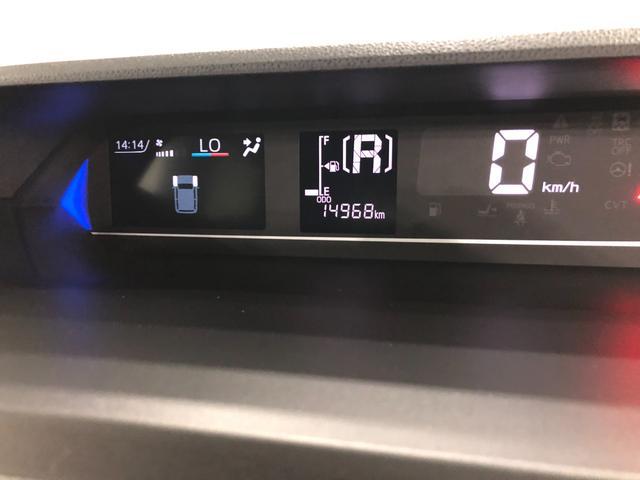 14:14/
LO
F
(R)
E
ODO
14968km
0 km/h
PWR
TRC
OFF
CVT